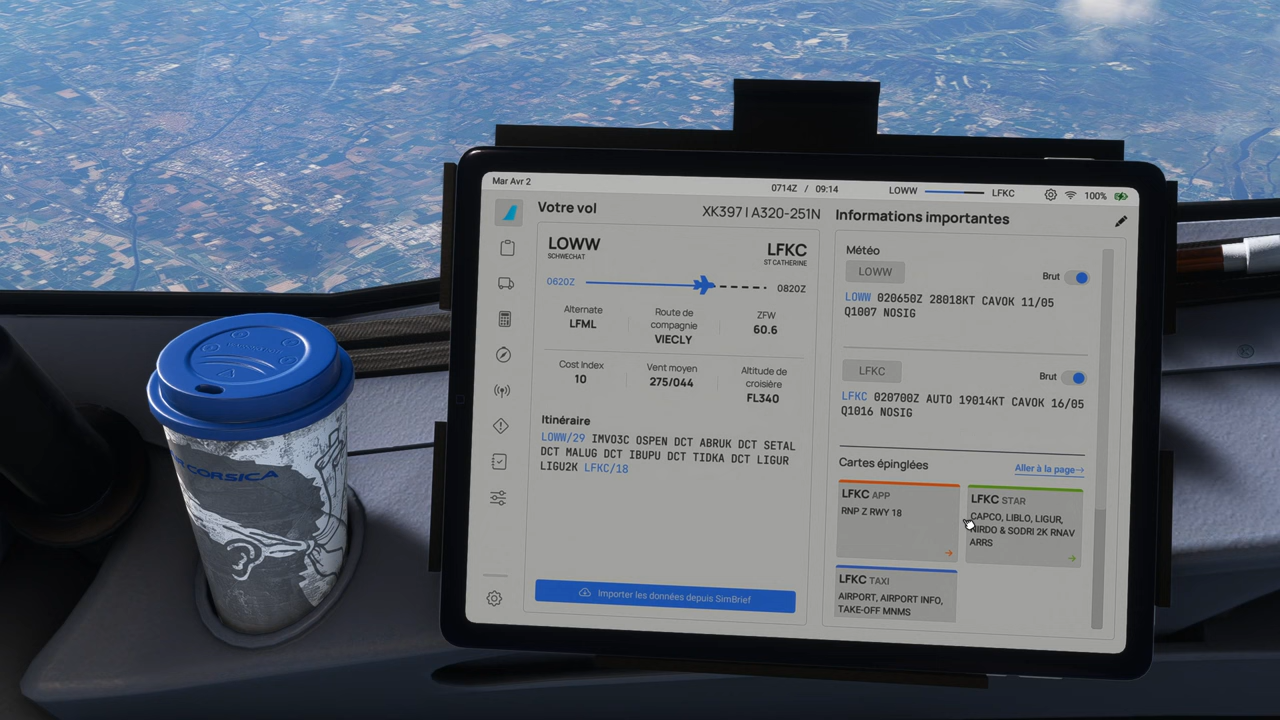 Mar Avr 2
0714Z / 09:14
LOWW
LFKC
100%
Votre vol
XK397 | A320-251N
LOWW
SCHWECHAT
LFKC
ST CATHERINE
0620Z
0820Z
Alternate
LFML
Route de
compagnie
VIECLY
ZFW
60.6
Cost Index
10
Vent moyen
275/044
Altitude de
croisière
FL340
Itinéraire
LOWW/29 IMVO3C OSPEN DCT ABRUK DCT SETAL
DCT MALUG DCT IBUPU DCT TIDKA DCT LIGUR
LIGU2K LFKC/18
Importer les données depuis SimBrief
Informations importantes
Météo
LOWW
Brut
LOWW 020650Z 28018KT CAVOK 11/05
Q1007 NOSIG
LFKC
Brut
LFKC 020700Z AUTO 19014KT CAVOK 16/05
Q1016 NOSIG
Cartes épinglées
Aller à la page→
LFKC APP
RNP Z RWY 18
LFKC STAR
CAPCO, LIBLO, LIGUR,
NIRDO & SODRI 2K RNAV
ARRS
LFKC TAXI
AIRPORT, AIRPORT INFO,
TAKE-OFF MNMS
CORSICA